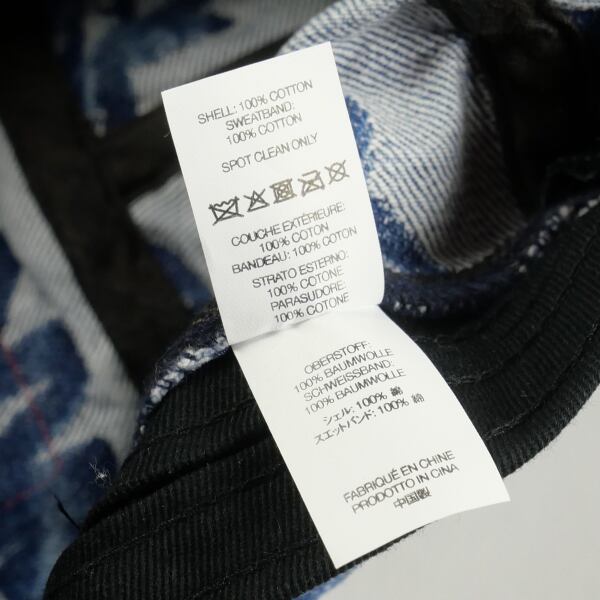 SHELL: 100% COTTON
SWEATBAND:
100% COTTON
SPOT CLEAN ONLY
COUCHE EXTÉRIEURE:
100% COTON
BANDEAU: 100% COTON
STRATO ESTERNO:
100% COTONE
PARASUDORE:
100% COTONE
OBERSTOFF:
100% BAUMWOLLE
SCHWEISSBAND:
100% BAUMWOLLE
シェル: 100% 綿
スエットバンド: 100% 綿
FABRIQUÉ EN CHINE
PRODOTTO IN CINA
中国製